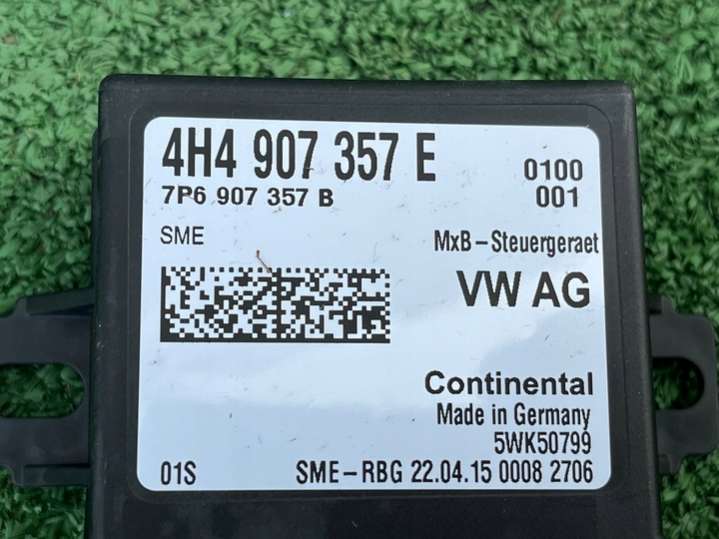 4H4 907 357 E 0100
7P6 907 357 B 001
SME MxB-Steuergeraet
VW AG
Continental
Made in Germany
5WK50799
01S SME-RBG 22.04.15 0008 2706